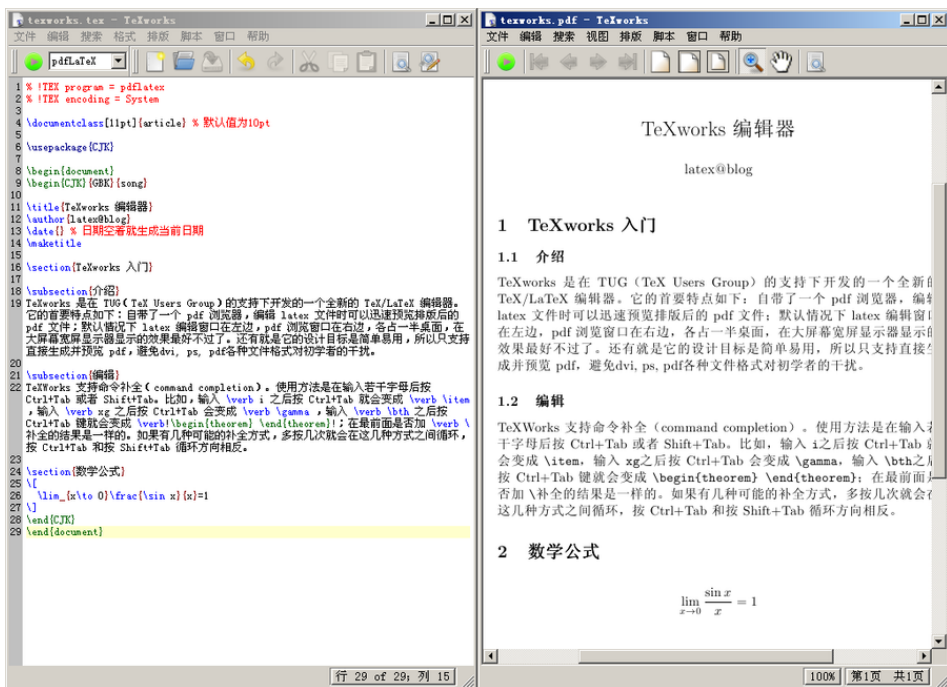 texworks.tex - TeXworks
文件 编辑 搜索 格式 排版 脚本 窗口 帮助
pdfLaTeX
1 % !TEX program = pdflatex
2 % !TEX encoding = System
3
4 \documentclass[11pt]{article} % 默认值为10pt
5
6 \usepackage{CJK}
7
8 \begin{document}
9 \begin{CJK}{GBK}{song}
10
11 \title{TeXworks 编辑器}
12 \author{latex@blog}
13 \date{} % 日期空着就生成当前日期
14 \maketitle
15
16 \section{TeXworks 入门}
17
18 \subsection{介绍}
19 TeXworks 是在 TUG(TeX Users Group)的支持下开发的一个全新的 TeX/LaTeX 编辑器。
它的首要特点如下:自带了一个 pdf 浏览器,编辑 latex 文件时可以迅速预览排版后的
pdf 文件;默认情况下 latex 编辑窗口在左边,pdf 浏览窗口在右边,各占一半桌面,在
大屏幕宽屏显示器显示的效果最好不过了。还有就是它的设计目标是简单易用,所以只支持
直接生成并预览 pdf,避免dvi, ps, pdf各种文件格式对初学者的干扰。
20
21 \subsection{编辑}
22 TeXWorks 支持命令补全(command completion)。使用方法是在输入若干字母后按
Ctrl+Tab 或者 Shift+Tab。比如,输入 \verb i 之后按 Ctrl+Tab 就会变成 \verb \item
,输入 \verb xg 之后按 Ctrl+Tab 会变成 \verb \gamma ,输入 \verb \bth 之后按
Ctrl+Tab 键就会变成 \verb!\begin{theorem} \end{theorem}!;在最前面是否加 \verb \
补全的结果是一样的。如果有几种可能的补全方式,多按几次就会在这几种方式之间循环,
按 Ctrl+Tab 和按 Shift+Tab 循环方向相反。
23
24 \section{数学公式}
25 \[
26 \lim_{x\to 0}\frac{\sin x}{x}=1
27 \]
28 \end{CJK}
29 \end{document}
行 29 of 29; 列 15
texworks.pdf - TeXworks
文件 编辑 搜索 视图 排版 脚本 窗口 帮助
TeXworks 编辑器
latex@blog
1 TeXworks 入门
1.1 介绍
TeXworks 是在 TUG(TeX Users Group)的支持下开发的一个全新的
TeX/LaTeX 编辑器。它的首要特点如下:自带了一个 pdf 浏览器,编辑
latex 文件时可以迅速预览排版后的 pdf 文件;默认情况下 latex 编辑窗口
在左边,pdf 浏览窗口在右边,各占一半桌面,在大屏幕宽屏显示器显示的
效果最好不过了。还有就是它的设计目标是简单易用,所以只支持直接生
成并预览 pdf,避免dvi, ps, pdf各种文件格式对初学者的干扰。
1.2 编辑
TeXWorks 支持命令补全(command completion)。使用方法是在输入若
干字母后按 Ctrl+Tab 或者 Shift+Tab。比如,输入 i之后按 Ctrl+Tab 就
会变成 \item,输入 xg之后按 Ctrl+Tab 会变成 \gamma,输入 \bth之后
按 Ctrl+Tab 键就会变成 \begin{theorem} \end{theorem};在最前面是
否加 \补全的结果是一样的。如果有几种可能的补全方式,多按几次就会在
这几种方式之间循环,按 Ctrl+Tab 和按 Shift+Tab 循环方向相反。
2 数学公式
lim x→0 sin x / x = 1
100% 第1页 共1页